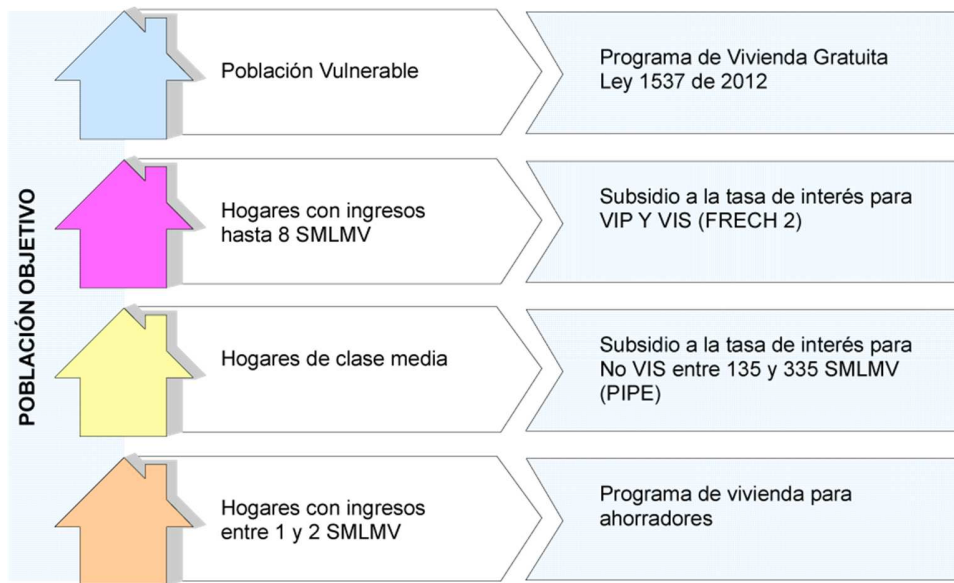 POBLACIÓN OBJETIVO
Población Vulnerable
Programa de Vivienda Gratuita
Ley 1537 de 2012
Hogares con ingresos
hasta 8 SMLMV
Subsidio a la tasa de interés para
VIP Y VIS (FRECH 2)
Hogares de clase media
Subsidio a la tasa de interés para
No VIS entre 135 y 335 SMLMV
(PIPE)
Hogares con ingresos
entre 1 y 2 SMLMV
Programa de vivienda para
ahorradores